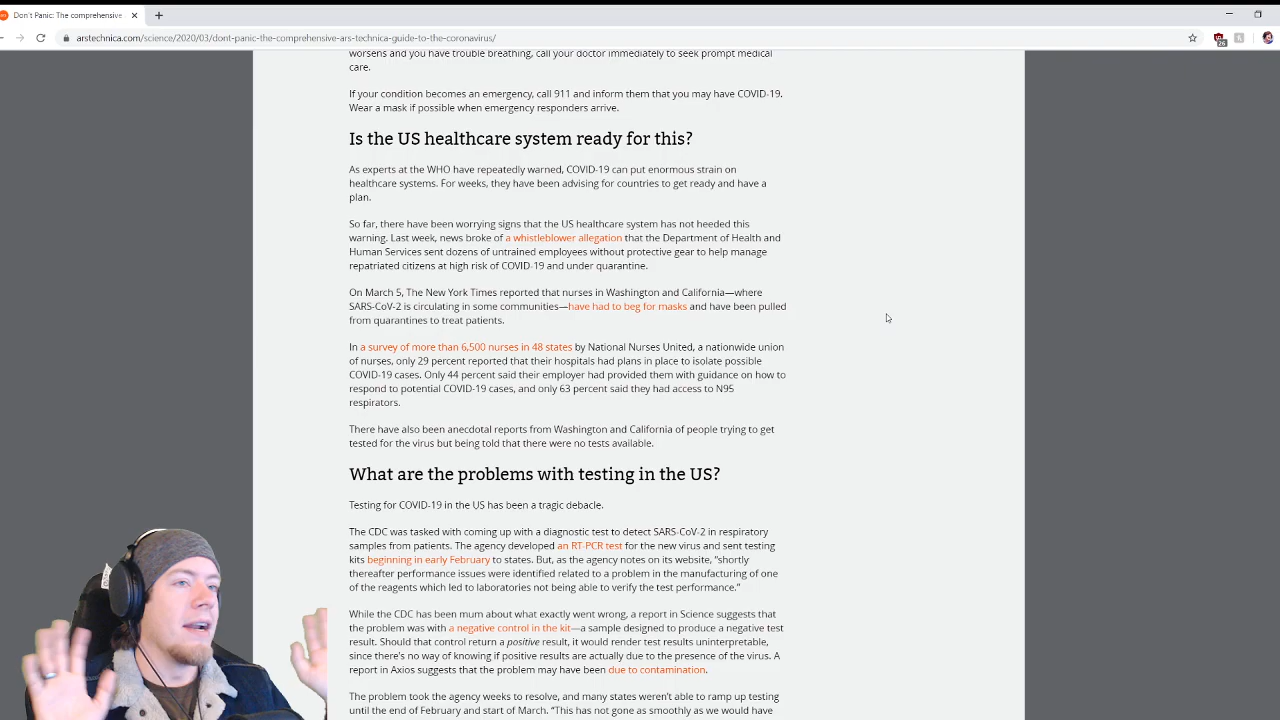 Don't Panic: The comprehensive
arstechnica.com/science/2020/03/dont-panic-the-comprehensive-ars-technica-guide-to-the-coronavirus/
26
worsens and you have trouble breathing, call your doctor immediately to seek prompt medical
care.
If your condition becomes an emergency, call 911 and inform them that you may have COVID-19.
Wear a mask if possible when emergency responders arrive.
Is the US healthcare system ready for this?
As experts at the WHO have repeatedly warned, COVID-19 can put enormous strain on
healthcare systems. For weeks, they have been advising for countries to get ready and have a
plan.
So far, there have been worrying signs that the US healthcare system has not heeded this
warning. Last week, news broke of a whistleblower allegation that the Department of Health and
Human Services sent dozens of untrained employees without protective gear to help manage
repatriated citizens at high risk of COVID-19 and under quarantine.
On March 5, The New York Times reported that nurses in Washington and California—where
SARS-CoV-2 is circulating in some communities—have had to beg for masks and have been pulled
from quarantines to treat patients.
In a survey of more than 6,500 nurses in 48 states by National Nurses United, a nationwide union
of nurses, only 29 percent reported that their hospitals had plans in place to isolate possible
COVID-19 cases. Only 44 percent said their employer had provided them with guidance on how to
respond to potential COVID-19 cases, and only 63 percent said they had access to N95
respirators.
There have also been anecdotal reports from Washington and California of people trying to get
tested for the virus but being told that there were no tests available.
What are the problems with testing in the US?
Testing for COVID-19 in the US has been a tragic debacle.
The CDC was tasked with coming up with a diagnostic test to detect SARS-CoV-2 in respiratory
samples from patients. The agency developed an RT-PCR test for the new virus and sent testing
kits beginning in early February to states. But, as the agency notes on its website, "shortly
thereafter performance issues were identified related to a problem in the manufacturing of one
of the reagents which led to laboratories not being able to verify the test performance."
While the CDC has been mum about what exactly went wrong, a report in Science suggests that
the problem was with a negative control in the kit—a sample designed to produce a negative test
result. Should that control return a positive result, it would render test results uninterpretable,
since there's no way of knowing if positive results are actually due to the presence of the virus. A
report in Axios suggests that the problem may have been due to contamination.
The problem took the agency weeks to resolve, and many states weren't able to ramp up testing
until the end of February and start of March. "This has not gone as smoothly as we would have